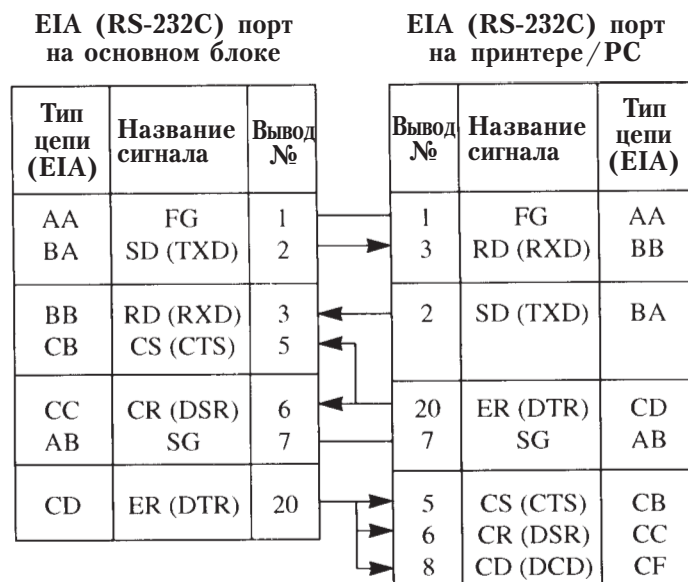 EIA (RS-232C) порт
на основном блоке
EIA (RS-232C) порт
на принтере/PC
Тип
цепи
(EIA)
Название
сигнала
Вывод
№
Вывод
№
Название
сигнала
Тип
цепи
(EIA)
AA FG 1 1 FG AA
BA SD (TXD) 2 3 RD (RXD) BB
BB RD (RXD) 3 2 SD (TXD) BA
CB CS (CTS) 5
CC CR (DSR) 6 20 ER (DTR) CD
AB SG 7 7 SG AB
CD ER (DTR) 20 5 CS (CTS) CB
6 CR (DSR) CC
8 CD (DCD) CF